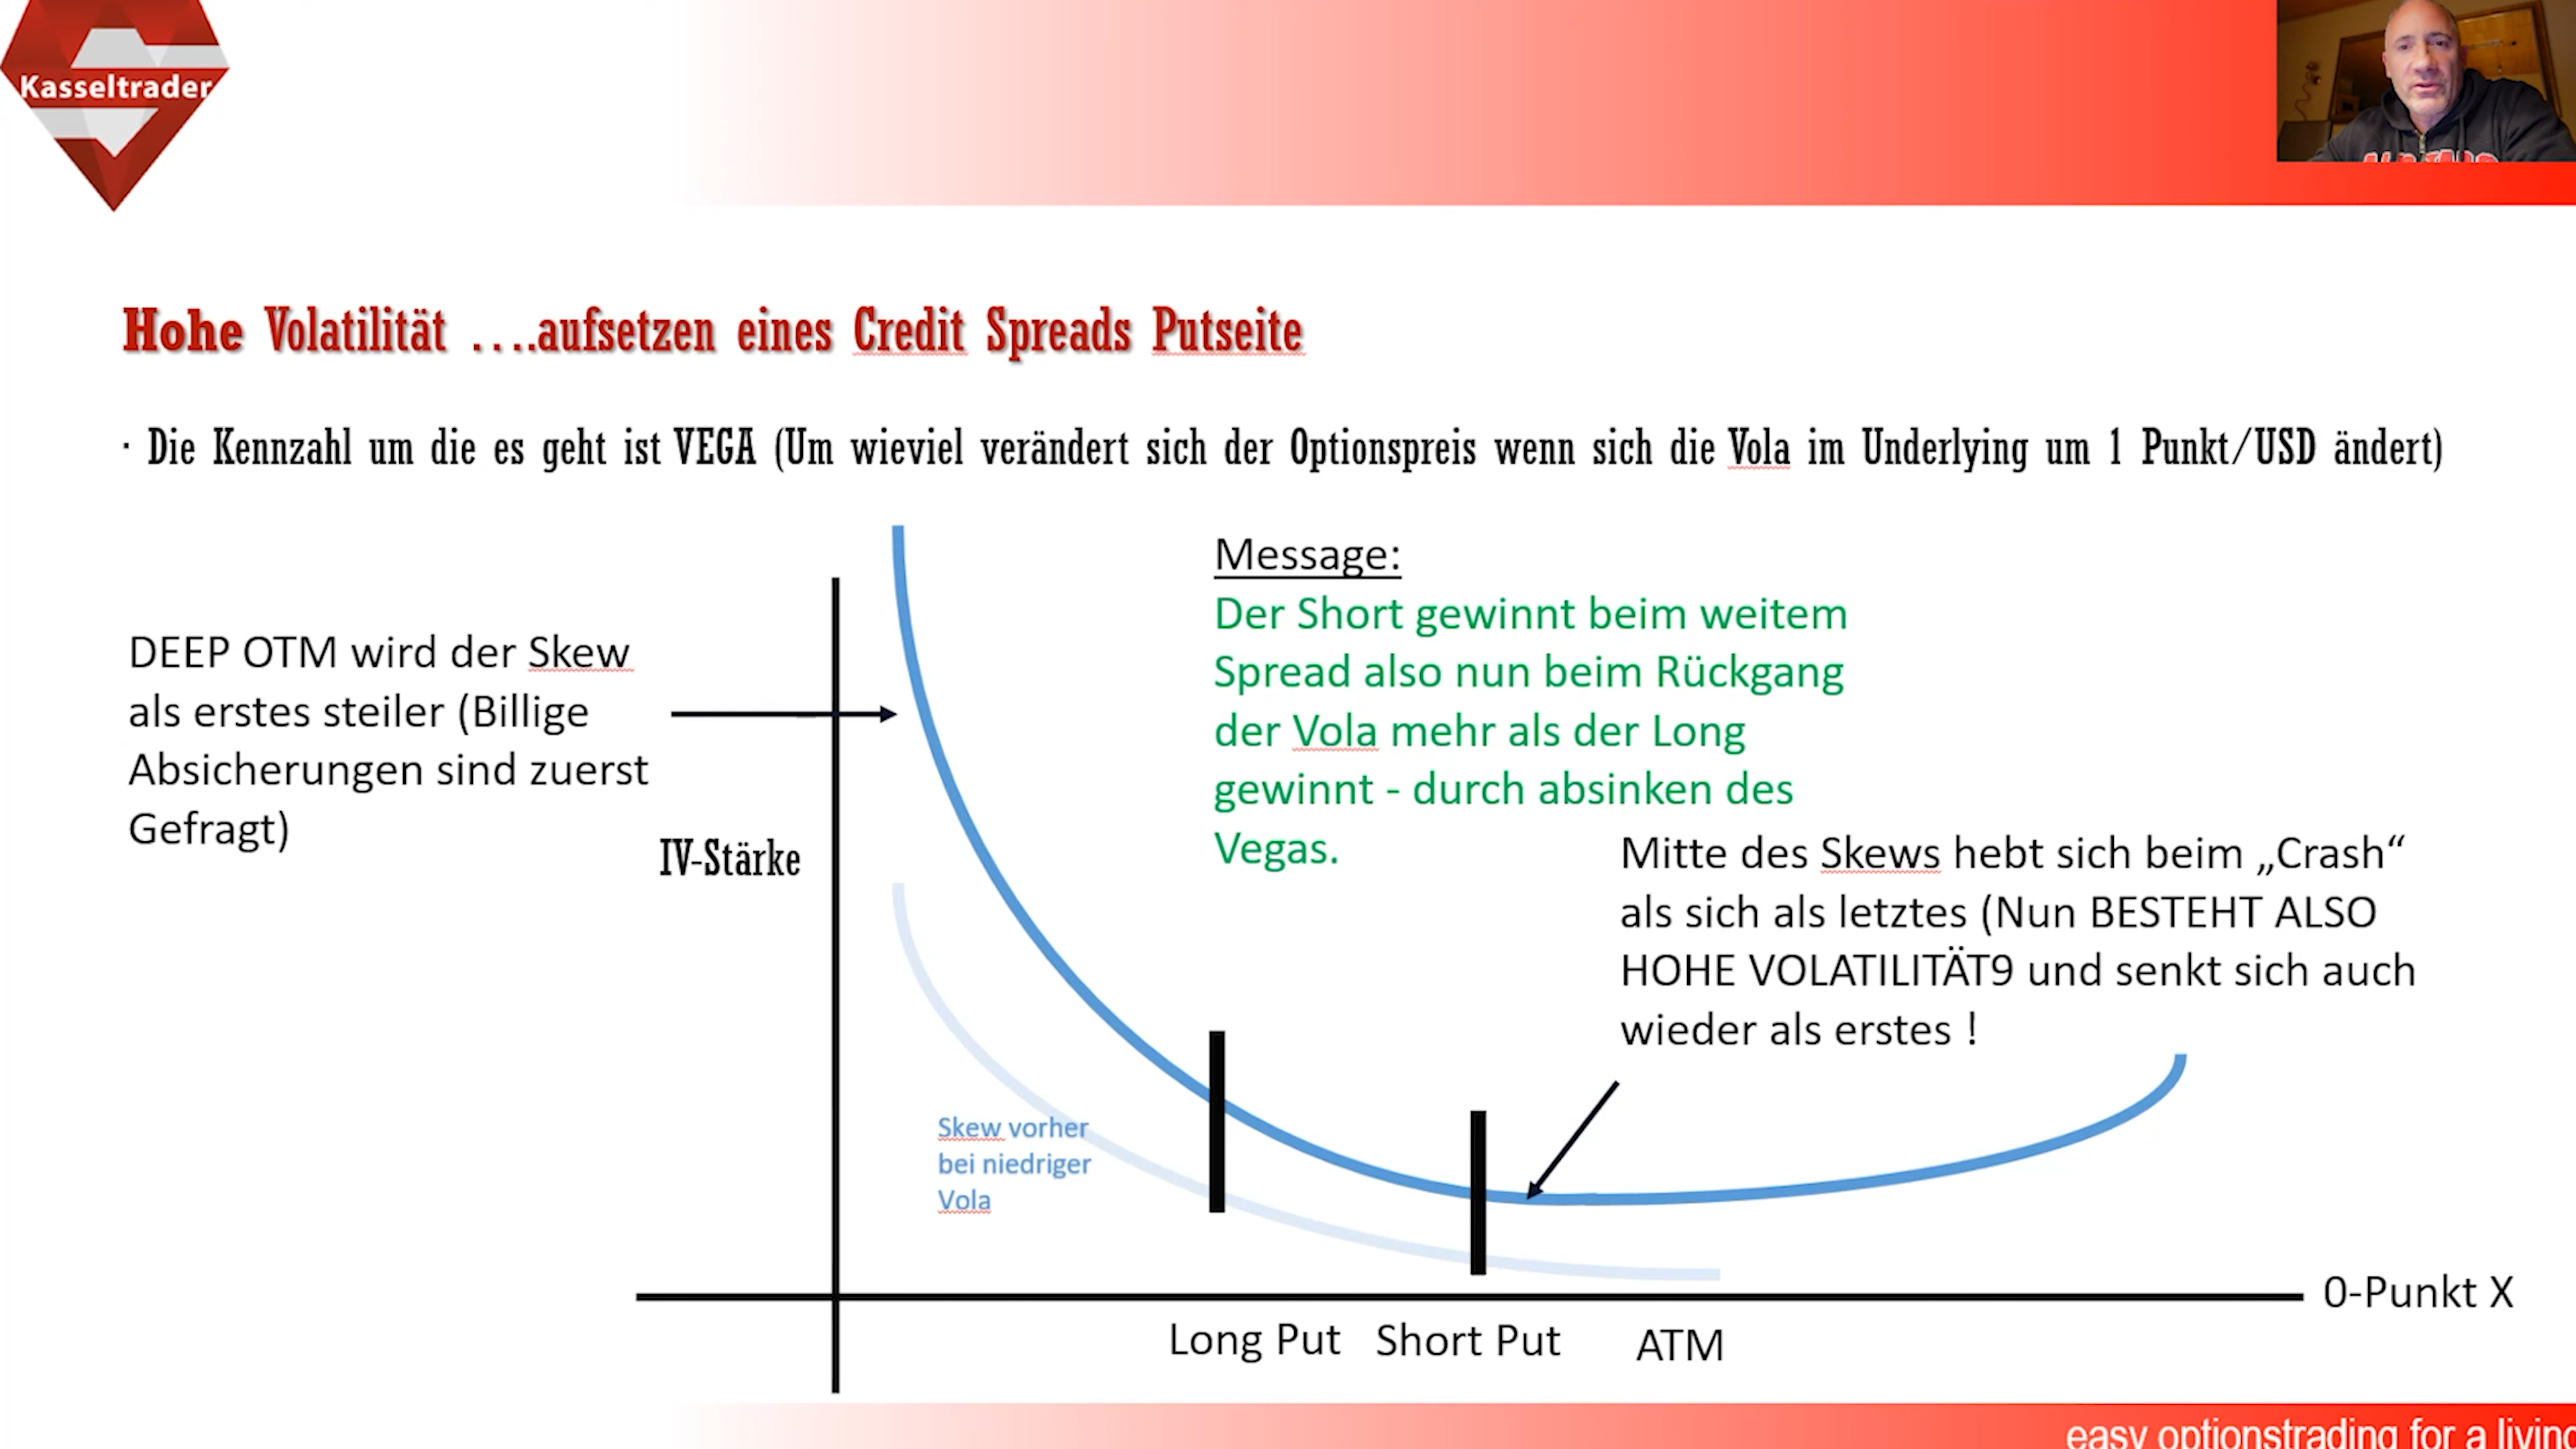 Kasseltrader
Hohe Volatilität ….aufsetzen eines Credit Spreads Putseite
· Die Kennzahl um die es geht ist VEGA (Um wieviel verändert sich der Optionspreis wenn sich die Vola im Underlying um 1 Punkt/USD ändert)
DEEP OTM wird der Skew
als erstes steiler (Billige
Absicherungen sind zuerst
Gefragt)
IV-Stärke
Message:
Der Short gewinnt beim weitem
Spread also nun beim Rückgang
der Vola mehr als der Long
gewinnt - durch absinken des
Vegas.
Mitte des Skews hebt sich beim „Crash“
als sich als letztes (Nun BESTEHT ALSO
HOHE VOLATILITÄT9 und senkt sich auch
wieder als erstes !
Skew vorher
bei niedriger
Vola
0-Punkt X
Long Put
Short Put
ATM
easy optionstrading for a living